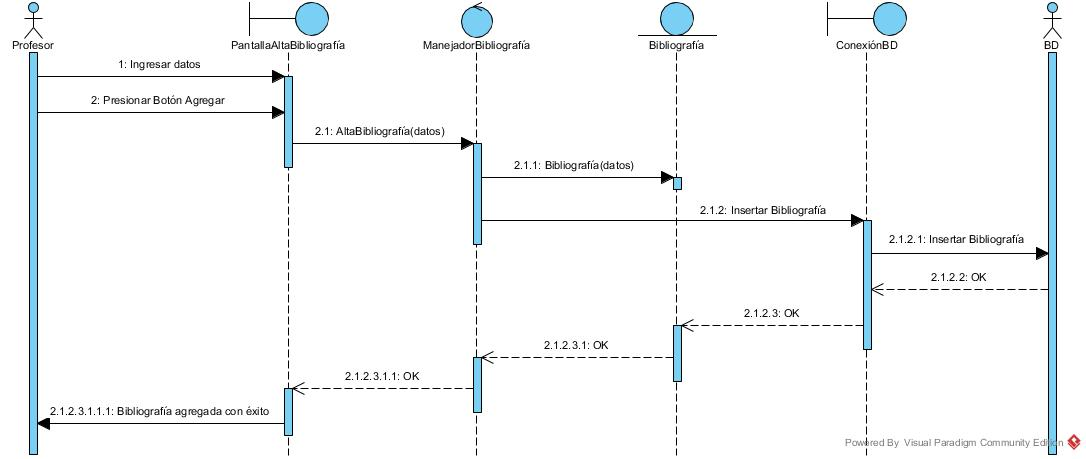 Profesor
PantallaAltaBibliografía
ManejadorBibliografía
Bibliografía
ConexiónBD
BD
1: Ingresar datos
2: Presionar Botón Agregar
2.1: AltaBibliografía(datos)
2.1.1: Bibliografía(datos)
2.1.2: Insertar Bibliografía
2.1.2.1: Insertar Bibliografía
2.1.2.2: OK
2.1.2.3: OK
2.1.2.3.1: OK
2.1.2.3.1.1: OK
2.1.2.3.1.1.1: Bibliografía agregada con éxito
Powered By Visual Paradigm Community Edition